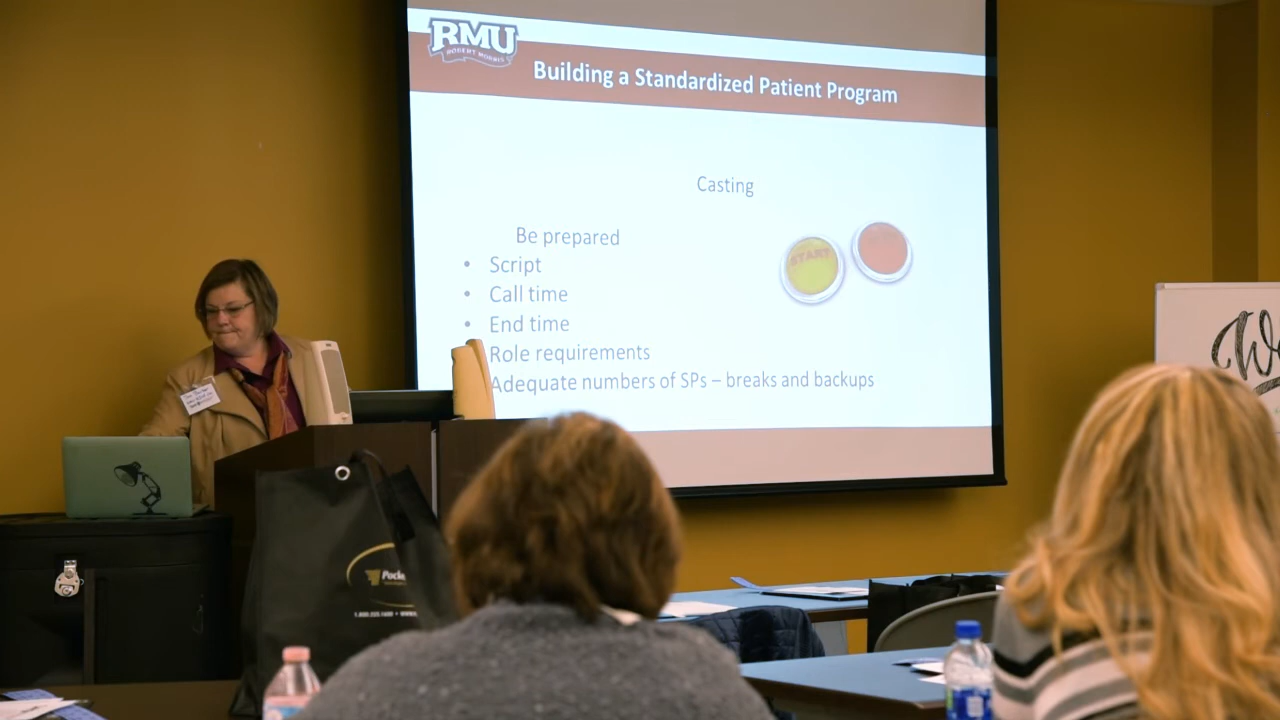 RMU
ROBERT MORRIS
Building a Standardized Patient Program
Casting
Be prepared
• Script
• Call time
• End time
Role requirements
Adequate numbers of SPs – breaks and backups
START